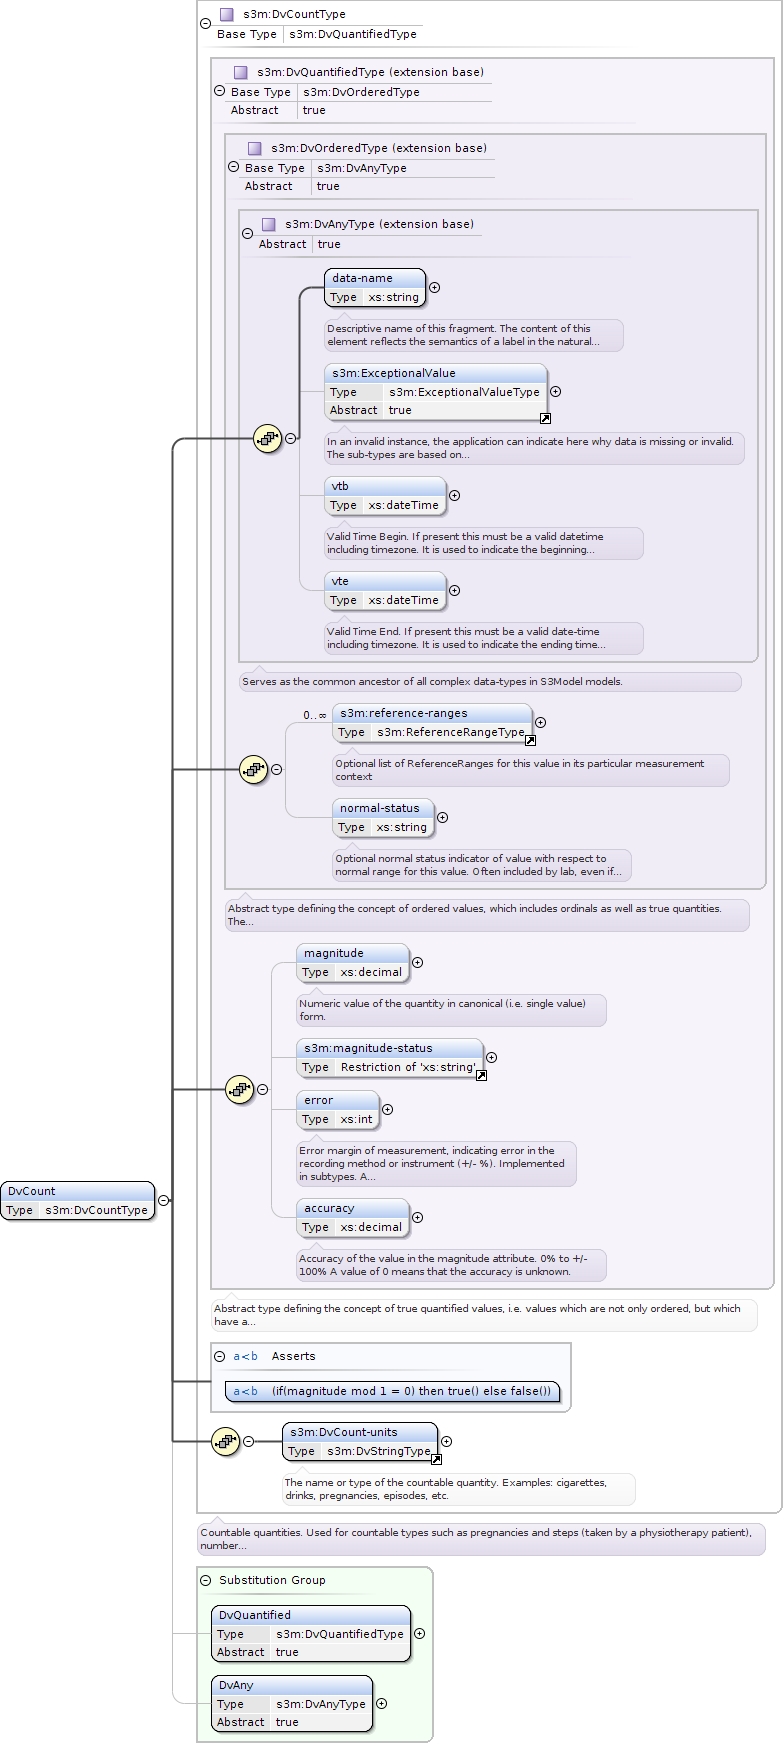 s3m:DvCountType
Base Type s3m:DvQuantifiedType
s3m:DvQuantifiedType (extension base)
Base Type s3m:DvOrderedType
Abstract true
s3m:DvOrderedType (extension base)
Base Type s3m:DvAnyType
Abstract true
s3m:DvAnyType (extension base)
Abstract true
data-name
Type xs:string
Descriptive name of this fragment. The content of this
element reflects the semantics of a label in the natural...
s3m:ExceptionalValue
Type s3m:ExceptionalValueType
Abstract true
In an invalid instance, the application can indicate here why data is missing or invalid.
The sub-types are based on...
vtb
Type xs:dateTime
Valid Time Begin. If present this must be a valid datetime
including timezone. It is used to indicate the beginning...
vte
Type xs:dateTime
Valid Time End. If present this must be a valid date-time
including timezone. It is used to indicate the ending time...
Serves as the common ancestor of all complex data-types in S3Model models.
0..∞
s3m:reference-ranges
Type s3m:ReferenceRangeType
Optional list of ReferenceRanges for this value in its particular measurement
context
normal-status
Type xs:string
Optional normal status indicator of value with respect to
normal range for this value. Often included by lab, even if...
Abstract type defining the concept of ordered values, which includes ordinals as well as true quantities.
The...
magnitude
Type xs:decimal
Numeric value of the quantity in canonical (i.e. single value)
form.
s3m:magnitude-status
Type Restriction of 'xs:string'
error
Type xs:int
Error margin of measurement, indicating error in the
recording method or instrument (+/- %). Implemented
in subtypes. A...
DvCount
Type s3m:DvCountType
accuracy
Type xs:decimal
Accuracy of the value in the magnitude attribute. 0% to +/-
100% A value of 0 means that the accuracy is unknown.
Abstract type defining the concept of true quantified values, i.e. values which are not only ordered, but which
have a...
a<b Asserts
a<b (if(magnitude mod 1 = 0) then true() else false())
s3m:DvCount-units
Type s3m:DvStringType
The name or type of the countable quantity. Examples: cigarettes,
drinks, pregnancies, episodes, etc.
Countable quantities. Used for countable types such as pregnancies and steps (taken by a physiotherapy patient),
number...
Substitution Group
DvQuantified
Type s3m:DvQuantifiedType
Abstract true
DvAny
Type s3m:DvAnyType
Abstract true